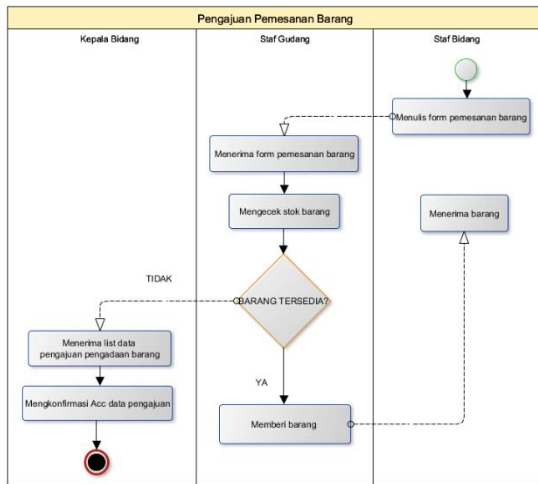 Pengajuan Pemesanan Barang
Kepala Bidang
Staf Gudang
Staf Bidang
Menulis form pemesanan barang
Menerima form pemesanan barang
Mengecek stok barang
Menerima barang
TIDAK
BARANG TERSEDIA?
Menerima list data
pengajuan pengadaan barang
YA
Mengkonfirmasi Acc data pengajuan
Memberi barang